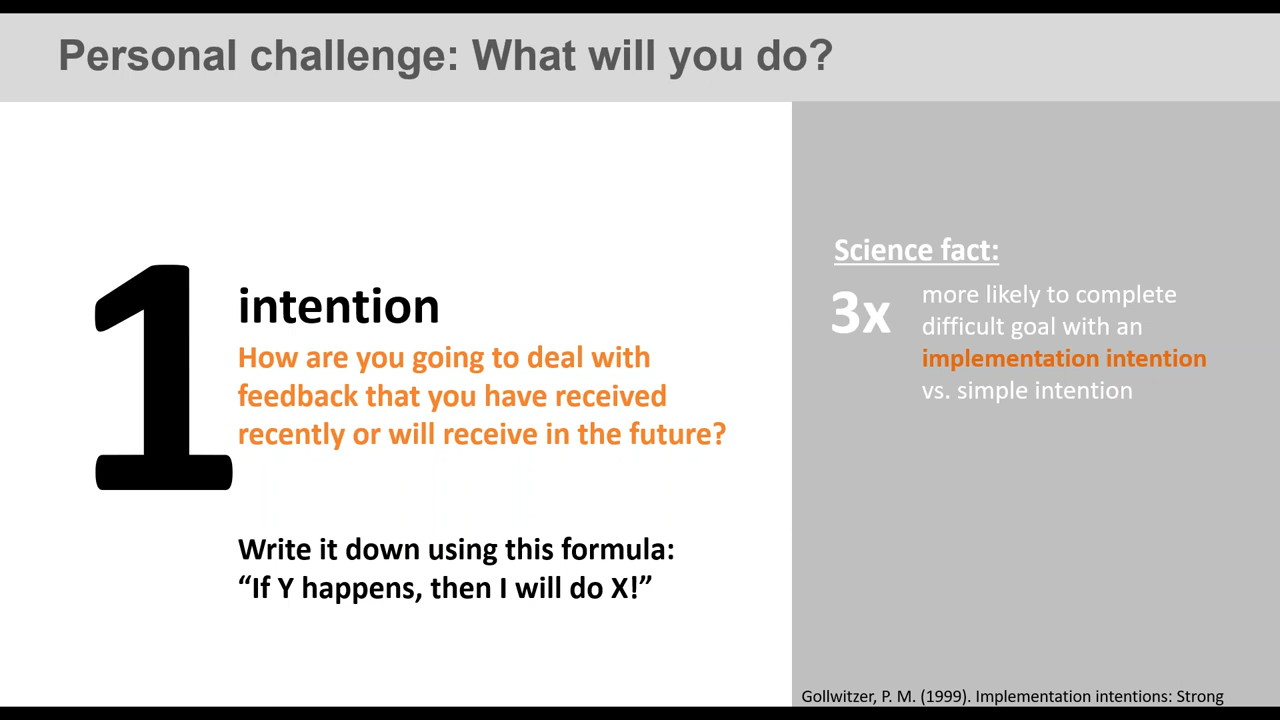 Personal challenge: What will you do?
1
intention
How are you going to deal with
feedback that you have received
recently or will receive in the future?
Write it down using this formula:
“If Y happens, then I will do X!”
Science fact:
3x
more likely to complete
difficult goal with an
implementation intention
vs. simple intention
Gollwitzer, P. M. (1999). Implementation intentions: Strong